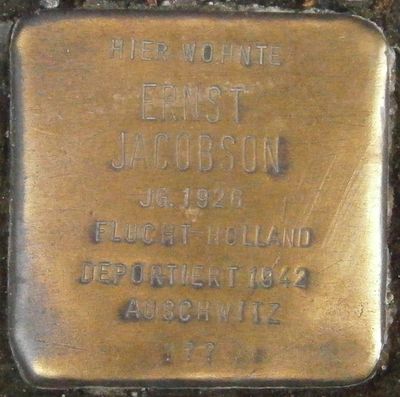 HIER WOHNTE
ERNST
JACOBSON
JG. 1926
FLUCHT HOLLAND
DEPORTIERT 1942
AUSCHWITZ
???